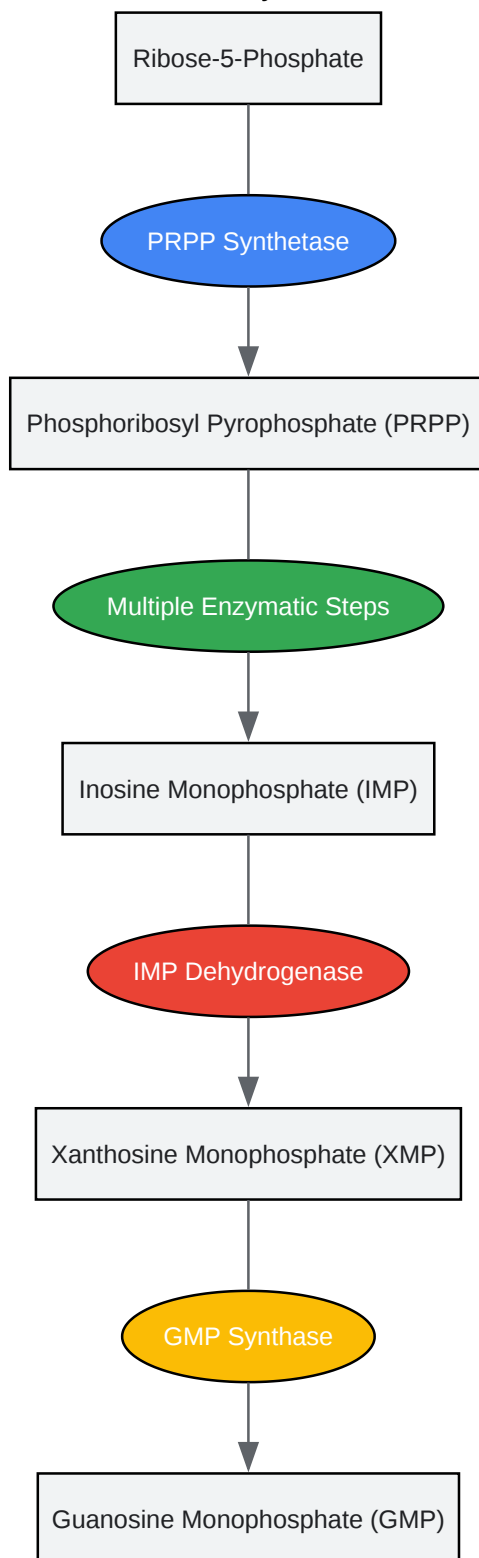 Ribose-5-Phosphate
PRPP Synthetase
Phosphoribosyl Pyrophosphate (PRPP)
Multiple Enzymatic Steps
Inosine Monophosphate (IMP)
IMP Dehydrogenase
Xanthosine Monophosphate (XMP)
GMP Synthase
Guanosine Monophosphate (GMP)